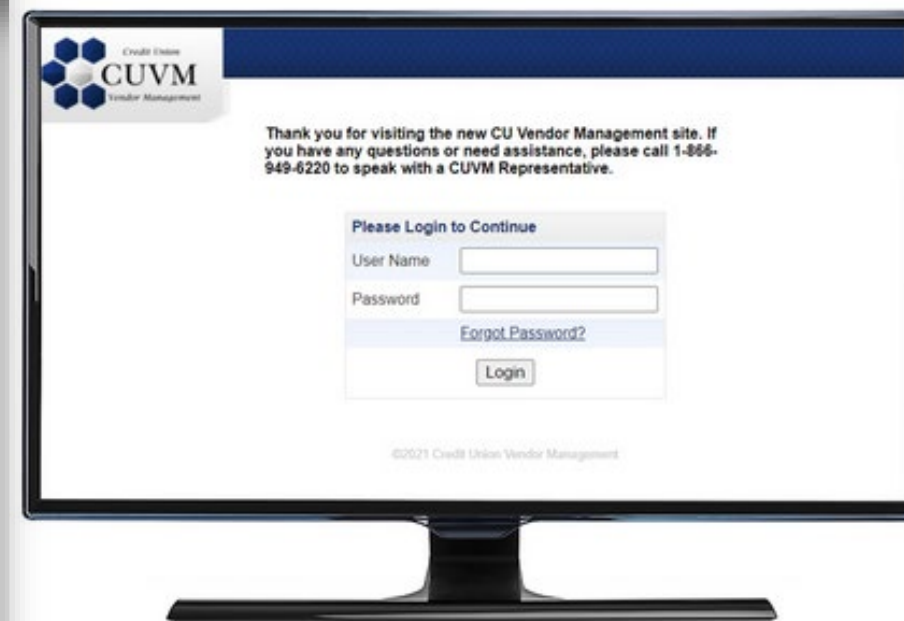 Credit Union
CUVM
Vendor Management
Thank you for visiting the new CU Vendor Management site. If
you have any questions or need assistance, please call 1-866-
949-6220 to speak with a CUVM Representative.
Please Login to Continue
User Name
Password
Forgot Password?
Login
©2021 Credit Union Vendor Management